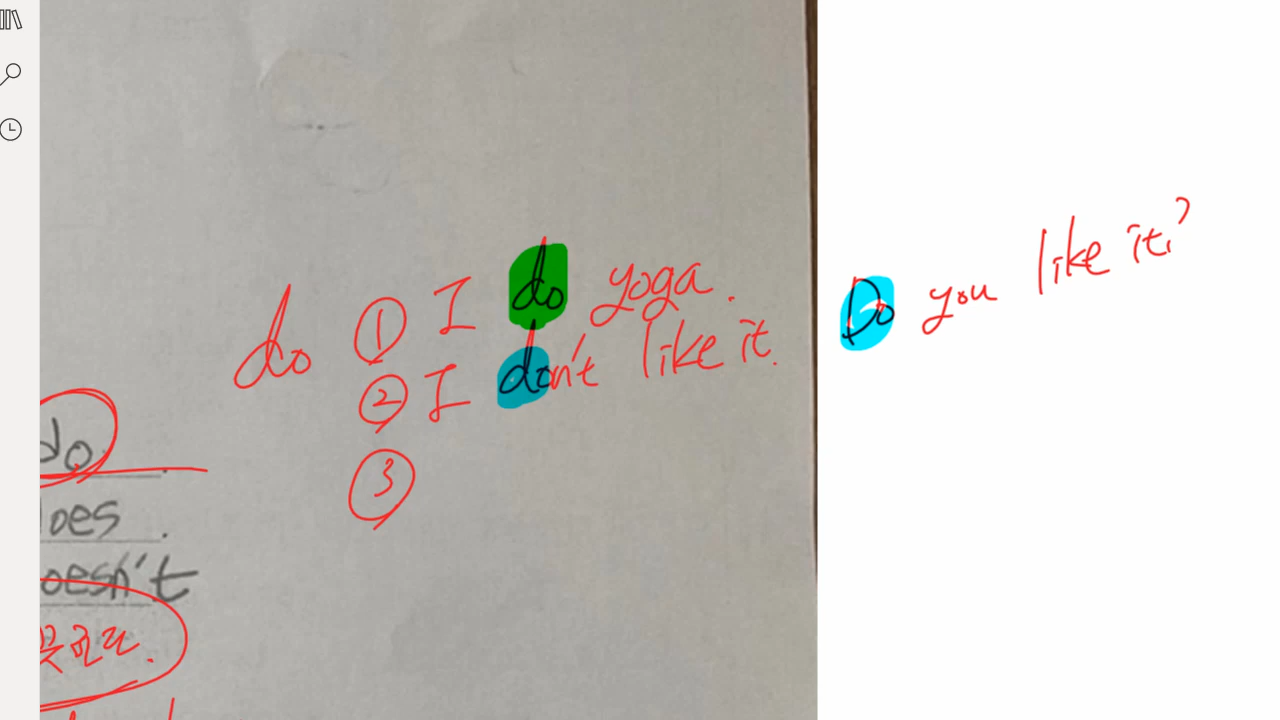 do ① I do yoga.
② I don't like it. Do you like it?
③
do.
oes.
oesn't